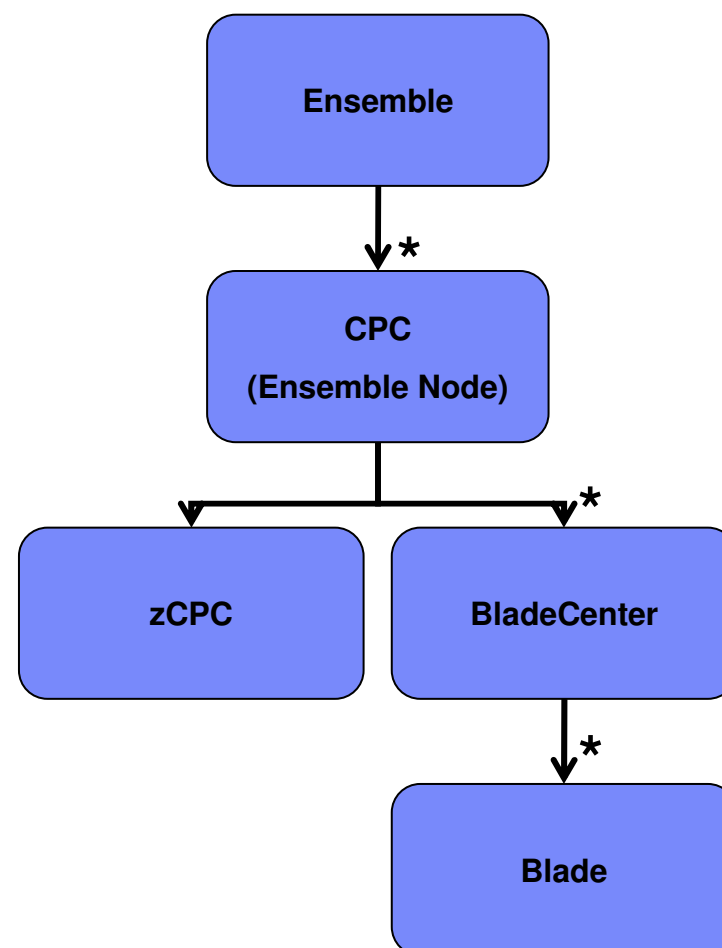 Ensemble
*
CPC
(Ensemble Node)
*
zCPC
BladeCenter
*
Blade